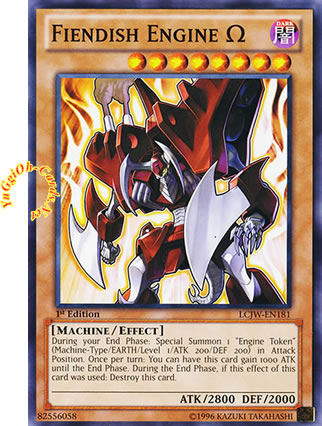 FIENDISH ENGINE Ω
DARK
闇
YuGgiOh-Cards.Net
1st Edition
LCJW-EN181
[MACHINE / EFFECT]
During your End Phase: Special Summon 1 "Engine Token"
(Machine-Type/EARTH/Level 1/ATK 200/DEF 200) in Attack
Position. Once per turn: You can have this card gain 1000 ATK
until the End Phase. During the End Phase, if this effect of this
card was used: Destroy this card.
ATK/2800 DEF/2000
82556058
©1996 KAZUKI TAKAHASHI